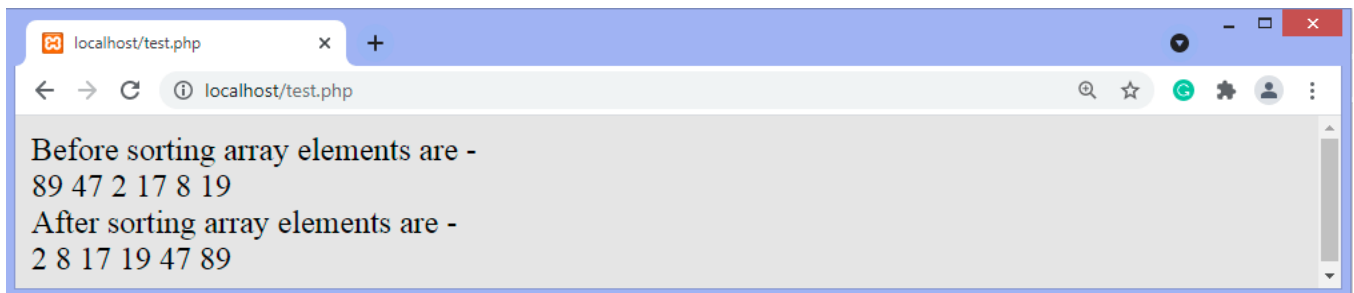 localhost/test.php
localhost/test.php
Before sorting array elements are -
89 47 2 17 8 19
After sorting array elements are -
2 8 17 19 47 89